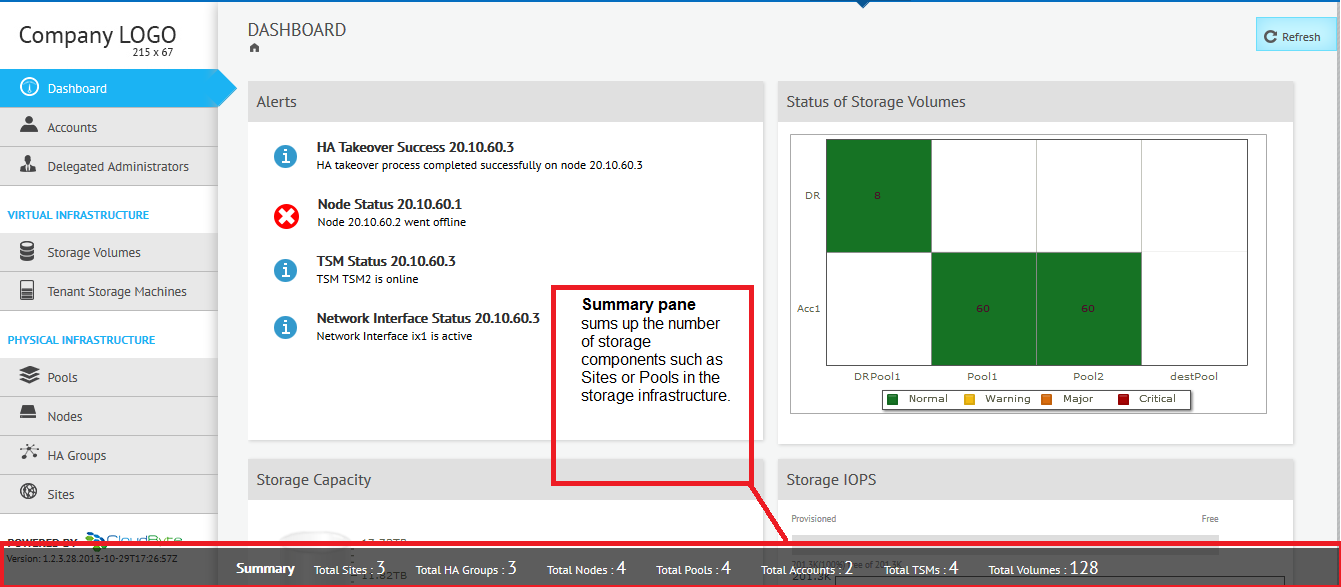 Company LOGO
215 x 67
Dashboard
Accounts
Delegated Administrators
VIRTUAL INFRASTRUCTURE
Storage Volumes
Tenant Storage Machines
PHYSICAL INFRASTRUCTURE
Pools
Nodes
HA Groups
Sites
POWERED BY CloudByte
Version: 1.2.3.28.2013-10-29T17:26:57Z
DASHBOARD
Refresh
Alerts
HA Takeover Success 20.10.60.3
HA takeover process completed successfully on node 20.10.60.3
Node Status 20.10.60.1
Node 20.10.60.2 went offline
TSM Status 20.10.60.3
TSM TSM2 is online
Network Interface Status 20.10.60.3
Network Interface ix1 is active
Summary pane
sums up the number
of storage
components such as
Sites or Pools in the
storage infrastructure.
Status of Storage Volumes
DR
8
Acc1
60
60
DRPool1
Pool1
Pool2
destPool
Normal
Warning
Major
Critical
Storage Capacity
11.82TB
Storage IOPS
Provisioned
Free
201.3K(100%) free of 201.3K
201.3K
Summary
Total Sites : 3
Total HA Groups : 3
Total Nodes : 4
Total Pools : 4
Total Accounts : 2
Total TSMs : 4
Total Volumes : 128